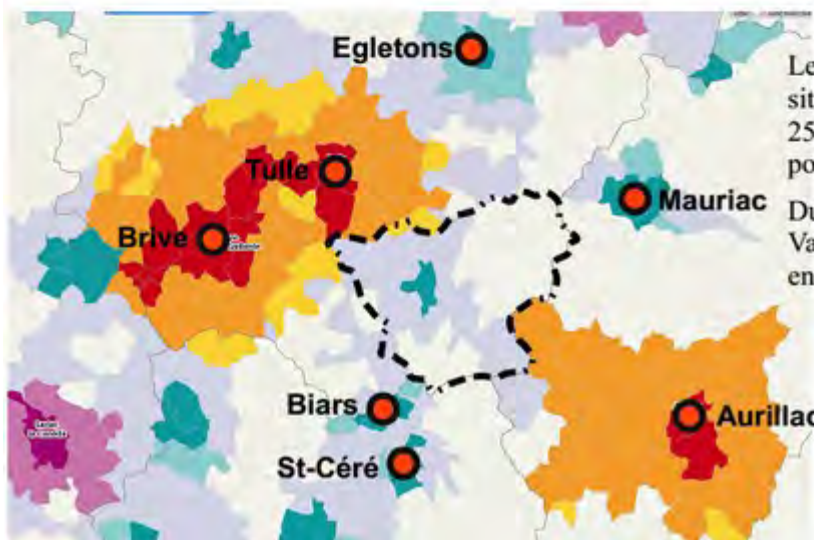 Egletons
Le
sit
25
po
Tulle
Mauriac
Du
Va
en
Brive
Biars
Aurillac
St-Céré